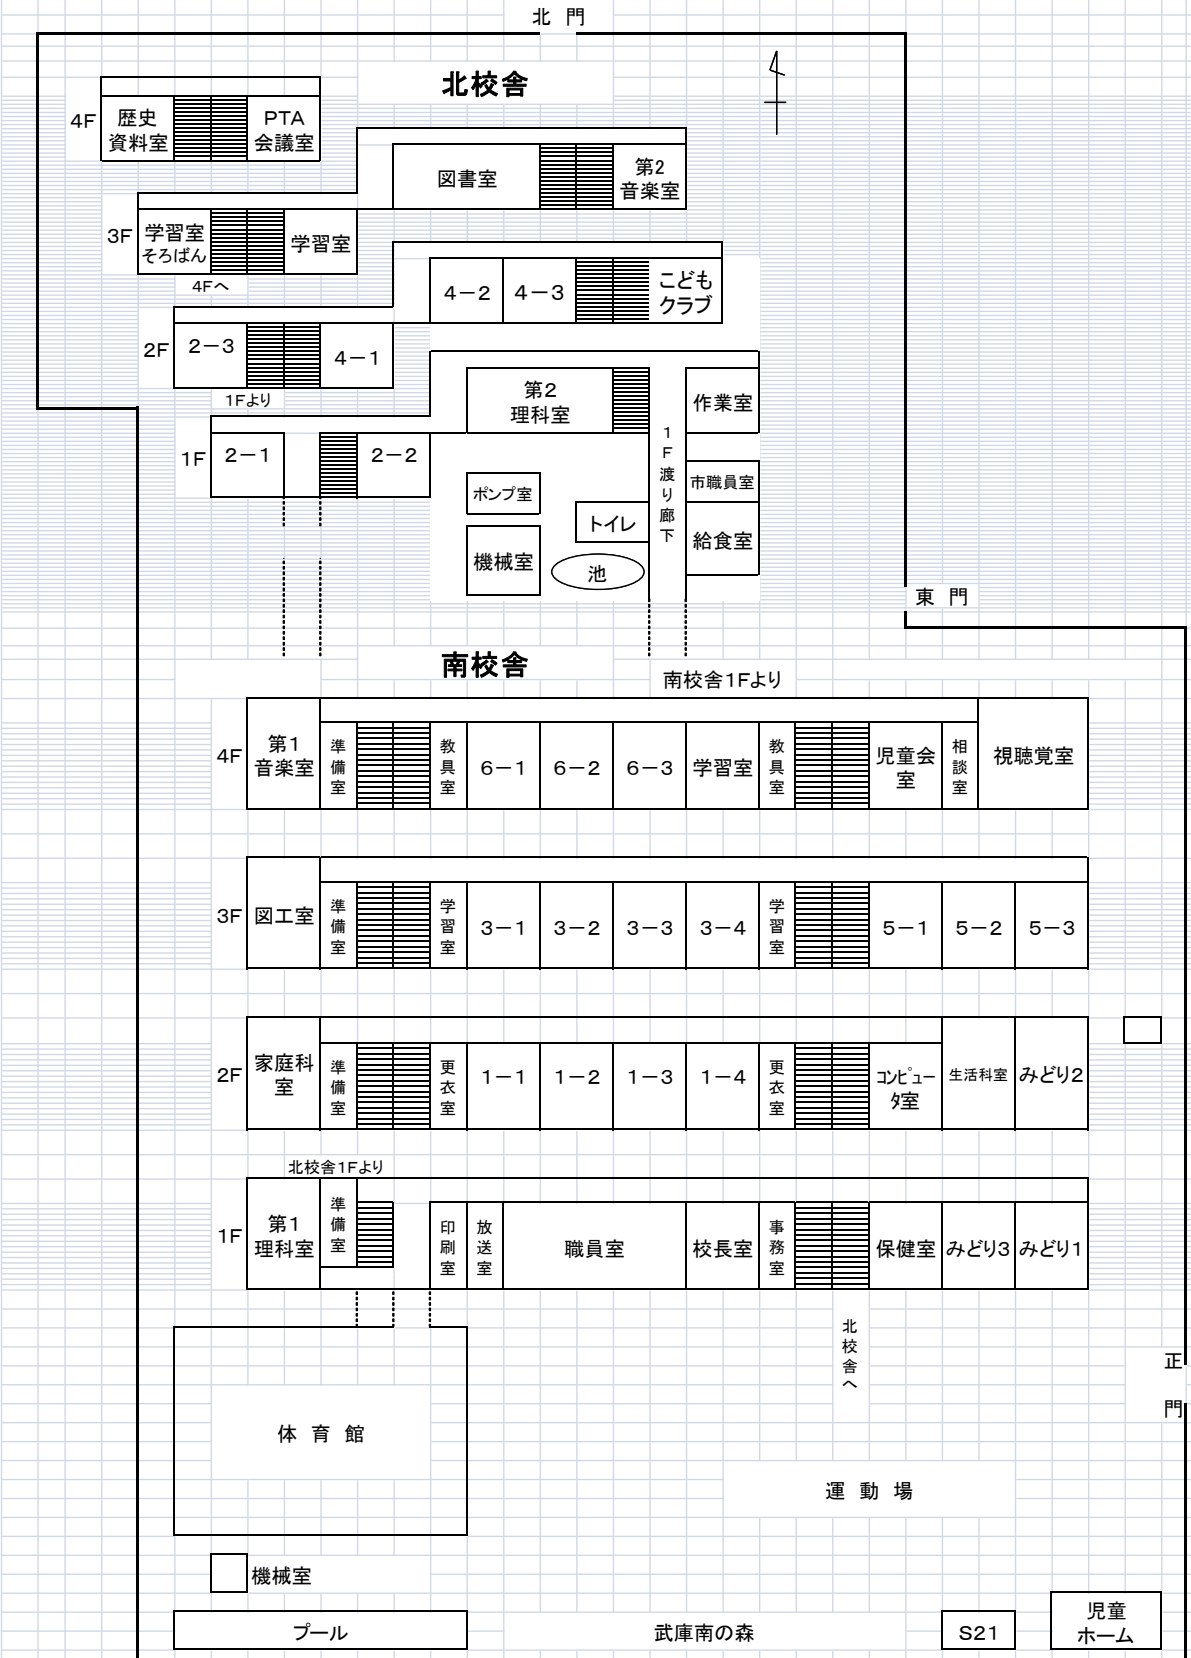 北 門
北校舎
4F
歴史
資料室
PTA
会議室
図書室
第2
音楽室
3F
学習室
そろばん
学習室
4Fへ
4－2
4－3
こども
クラブ
2F
2－3
4－1
1Fより
第2
理科室
作業室
1F渡り廊下
1F
2－1
2－2
ポンプ室
市職員室
トイレ
給食室
機械室
池
東 門
南校舎
南校舎1Fより
4F
第1
音楽室
準備室
教具室
6－1
6－2
6－3
学習室
教具室
児童会
室
相談室
視聴覚室
3F
図工室
準備室
学習室
3－1
3－2
3－3
3－4
学習室
5－1
5－2
5－3
2F
家庭科
室
準備室
更衣室
1－1
1－2
1－3
1－4
更衣室
コンピュー
タ室
生活科室
みどり2
北校舎1Fより
1F
第1
理科室
準備室
印刷室
放送室
職員室
校長室
事務室
保健室
みどり3
みどり1
北校舎へ
正門
体 育 館
運 動 場
機械室
プール
武庫南の森
S21
児童
ホーム